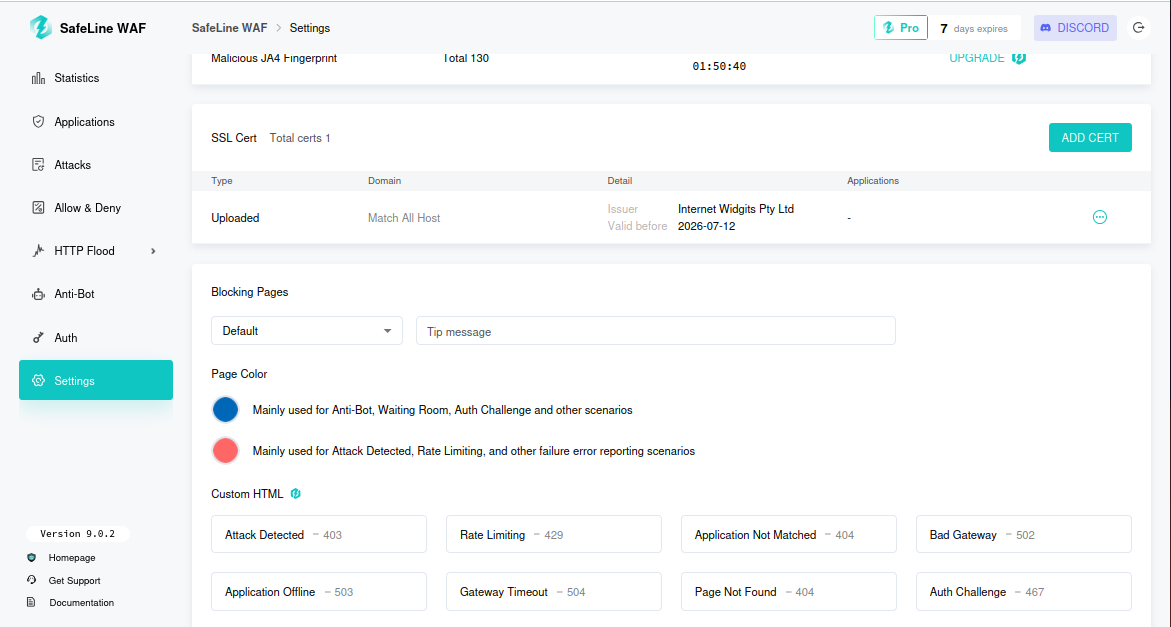 SafeLine WAF
SafeLine WAF > Settings
Pro
7 days expires
DISCORD
Statistics
Applications
Attacks
Allow & Deny
HTTP Flood
Anti-Bot
Auth
Settings
Version 9.0.2
Homepage
Get Support
Documentation
Malicious JA4 Fingerprint
Total 130
01:50:40
UPGRADE
SSL Cert Total certs 1
ADD CERT
Type Domain Detail Applications
Uploaded Match All Host Issuer Internet Widgits Pty Ltd -
Valid before 2026-07-12
Blocking Pages
Default
Tip message
Page Color
Mainly used for Anti-Bot, Waiting Room, Auth Challenge and other scenarios
Mainly used for Attack Detected, Rate Limiting, and other failure error reporting scenarios
Custom HTML
Attack Detected – 403
Rate Limiting – 429
Application Not Matched – 404
Bad Gateway – 502
Application Offline – 503
Gateway Timeout – 504
Page Not Found – 404
Auth Challenge – 467